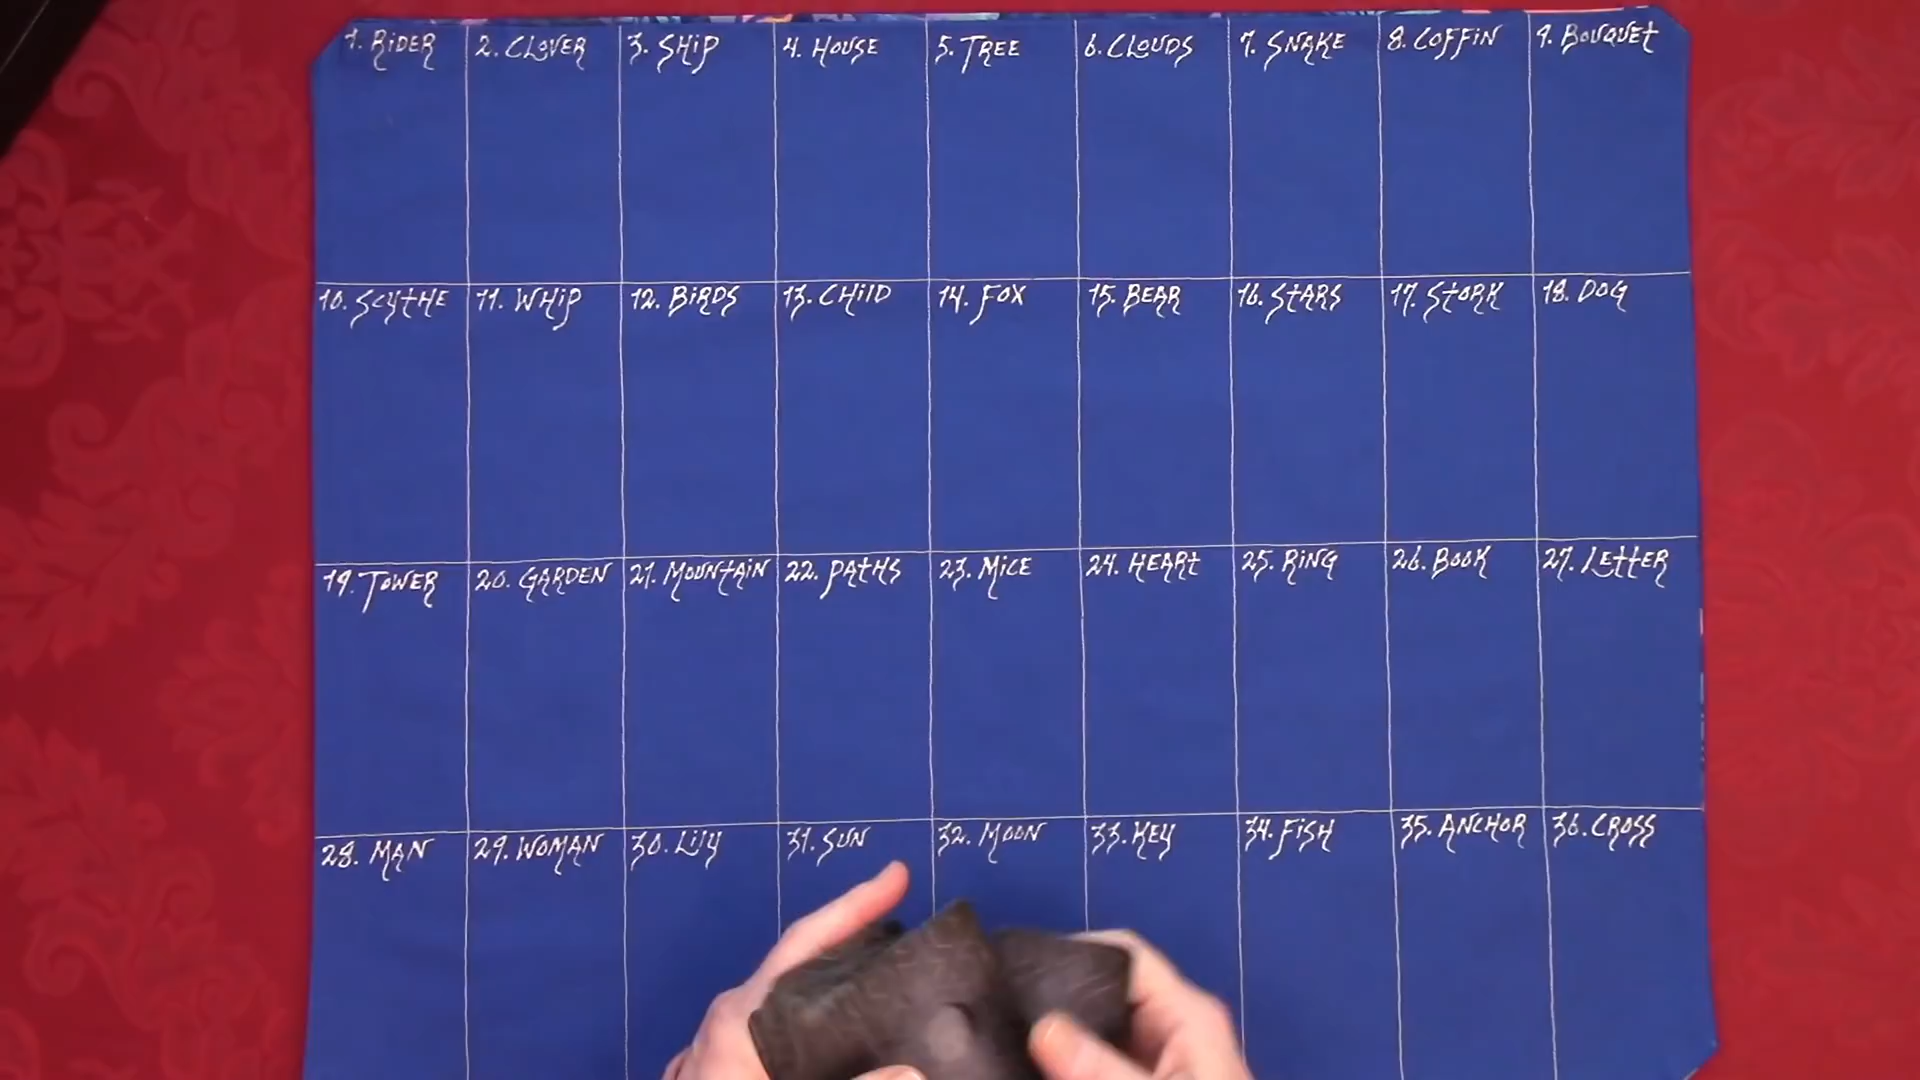 1. RIDER
2. CLOVER
3. SHIP
4. HOUSE
5. TREE
6. CLOUDS
7. SNAKE
8. COFFIN
9. BOUQUET
10. SCYTHE
11. WHIP
12. BIRDS
13. CHILD
14. FOX
15. BEAR
16. STARS
17. STORK
18. DOG
19. TOWER
20. GARDEN
21. MOUNTAIN
22. PATHS
23. MICE
24. HEART
25. RING
26. BOOK
27. LETTER
28. MAN
29. WOMAN
30. LILY
31. SUN
32. MOON
33. KEY
34. FISH
35. ANCHOR
36. CROSS